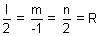 l/2 = m/-1 = n/2 = R